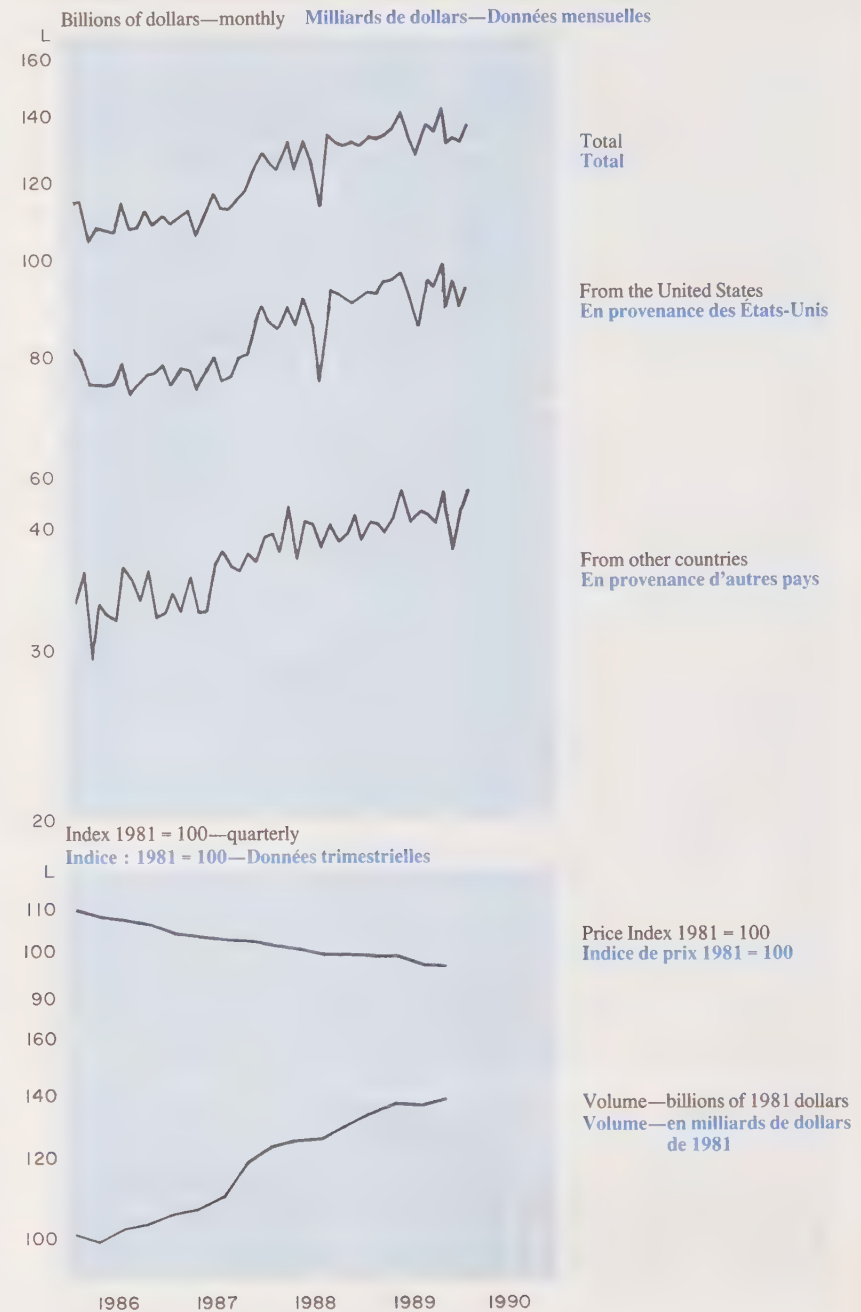 Billions of dollars—monthly Milliards de dollars—Données mensuelles
L
160
140
Total
Total
120
100
From the United States
En provenance des États-Unis
80
60
40
From other countries
En provenance d'autres pays
30
20
Index 1981 = 100—quarterly
Indice : 1981 = 100—Données trimestrielles
L
110
Price Index 1981 = 100
Indice de prix 1981 = 100
100
90
160
140
Volume—billions of 1981 dollars
Volume—en milliards de dollars
de 1981
120
100
1986 1987 1988 1989 1990